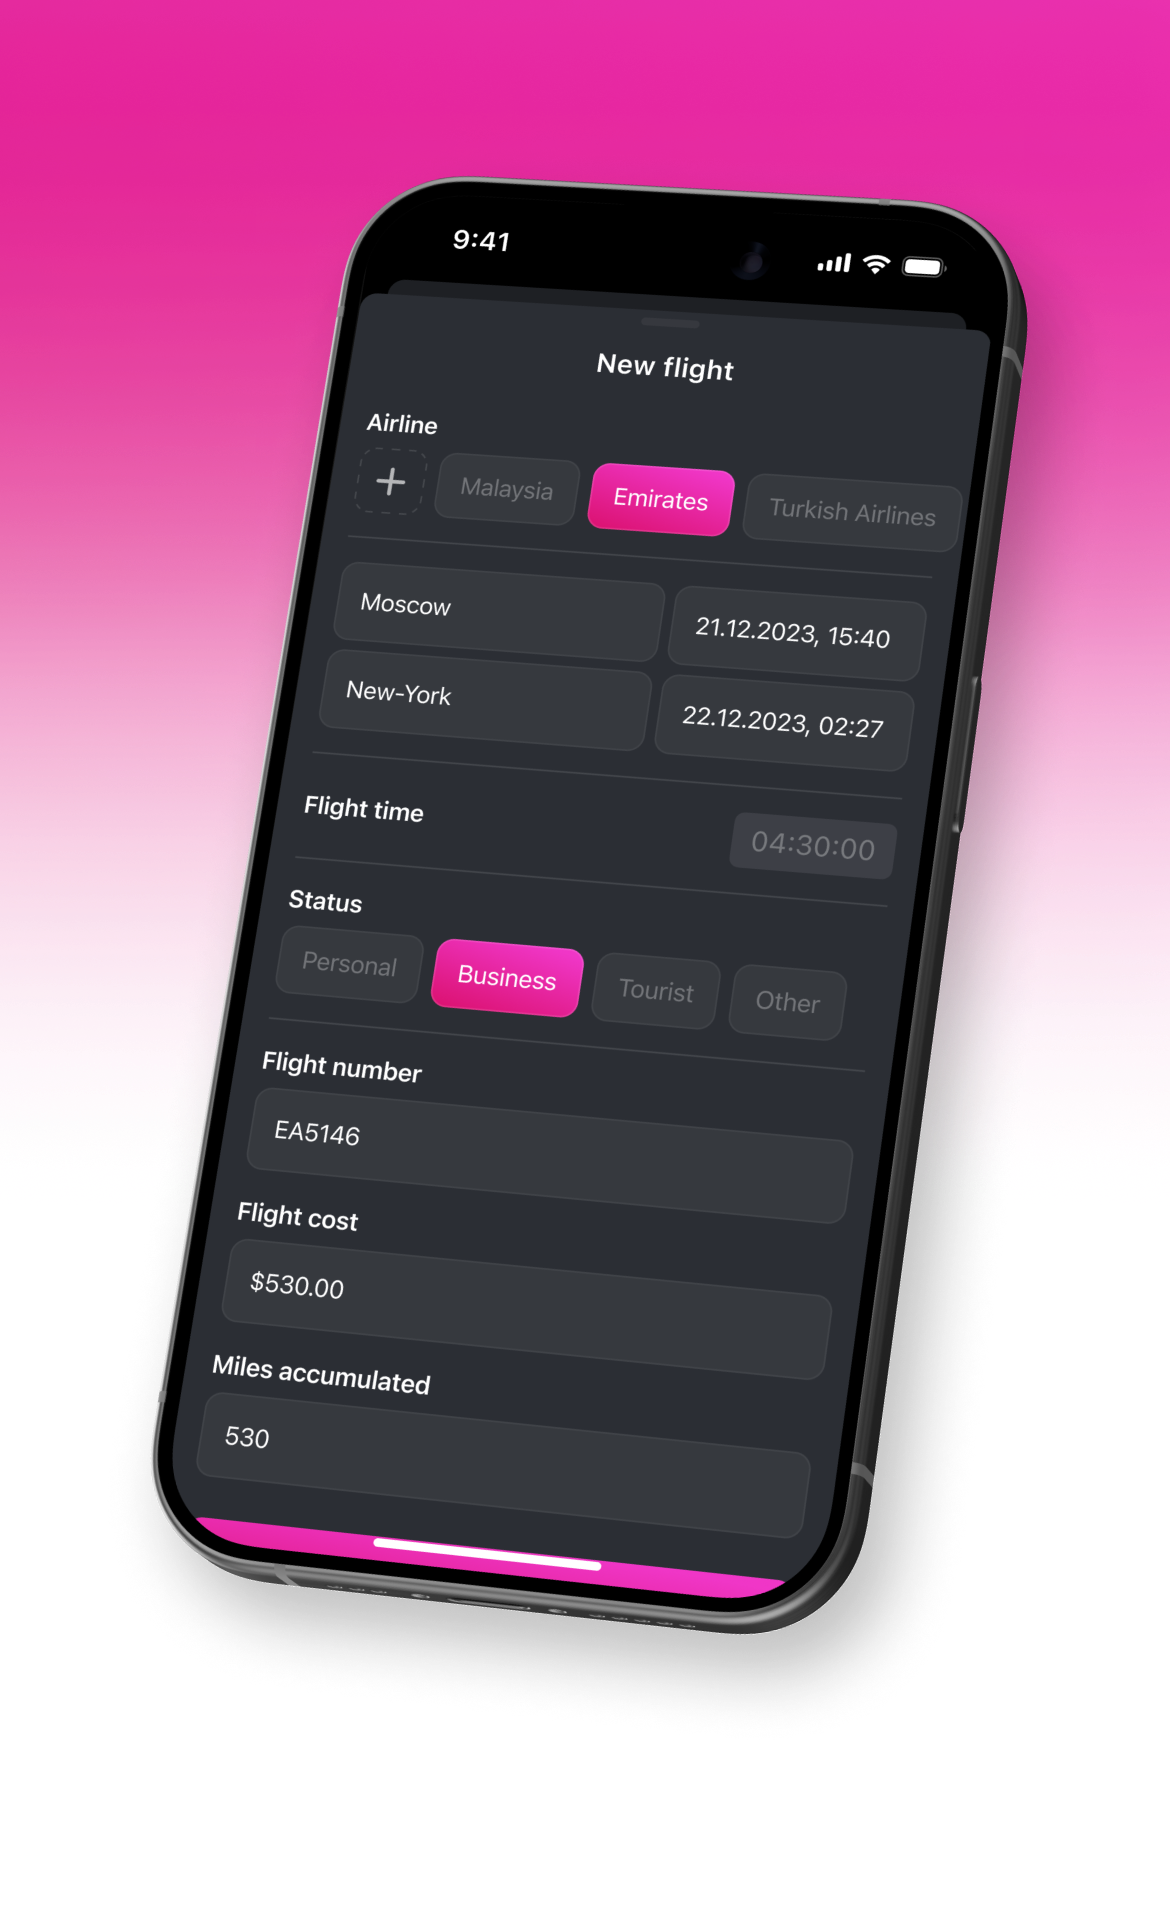 9:41
New flight
Airline
+ Malaysia Emirates Turkish Airlines
Moscow 21.12.2023, 15:40
New-York 22.12.2023, 02:27
Flight time 04:30:00
Status
Personal Business Tourist Other
Flight number
EA5146
Flight cost
$530.00
Miles accumulated
530